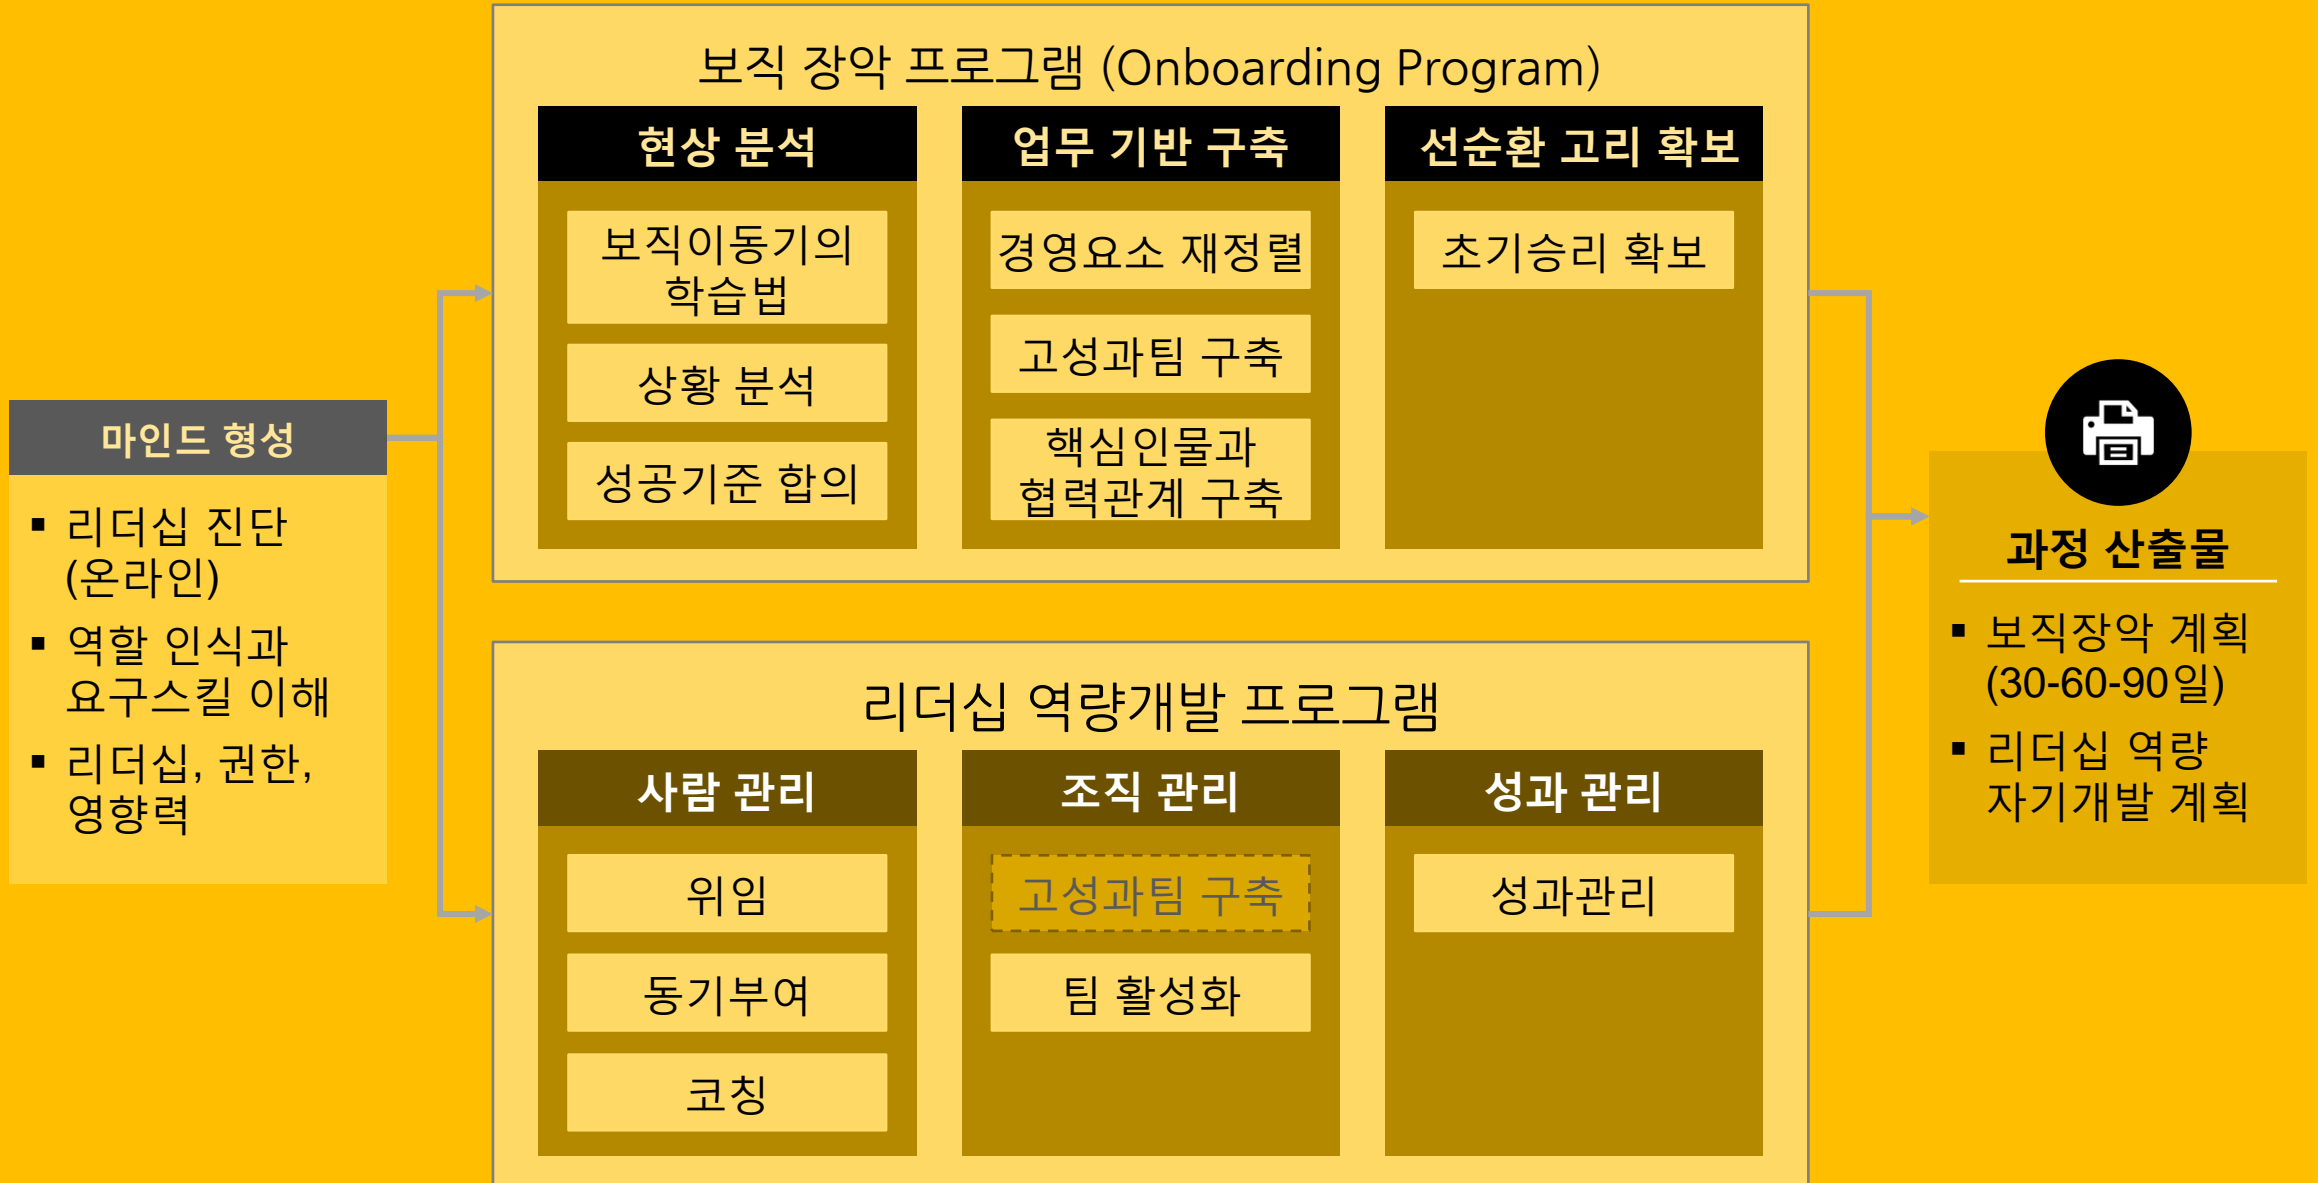 보직 장악 프로그램 (Onboarding Program)
현상 분석
보직이동기의
학습법
상황 분석
성공기준 합의
업무 기반 구축
경영요소 재정렬
고성과팀 구축
핵심인물과
협력관계 구축
선순환 고리 확보
초기승리 확보
마인드 형성
▪ 리더십 진단
(온라인)
▪ 역할 인식과
요구스킬 이해
▪ 리더십, 권한,
영향력
리더십 역량개발 프로그램
사람 관리
위임
동기부여
코칭
조직 관리
고성과팀 구축
팀 활성화
성과 관리
성과관리
과정 산출물
▪ 보직장악 계획
(30-60-90일)
▪ 리더십 역량
자기개발 계획